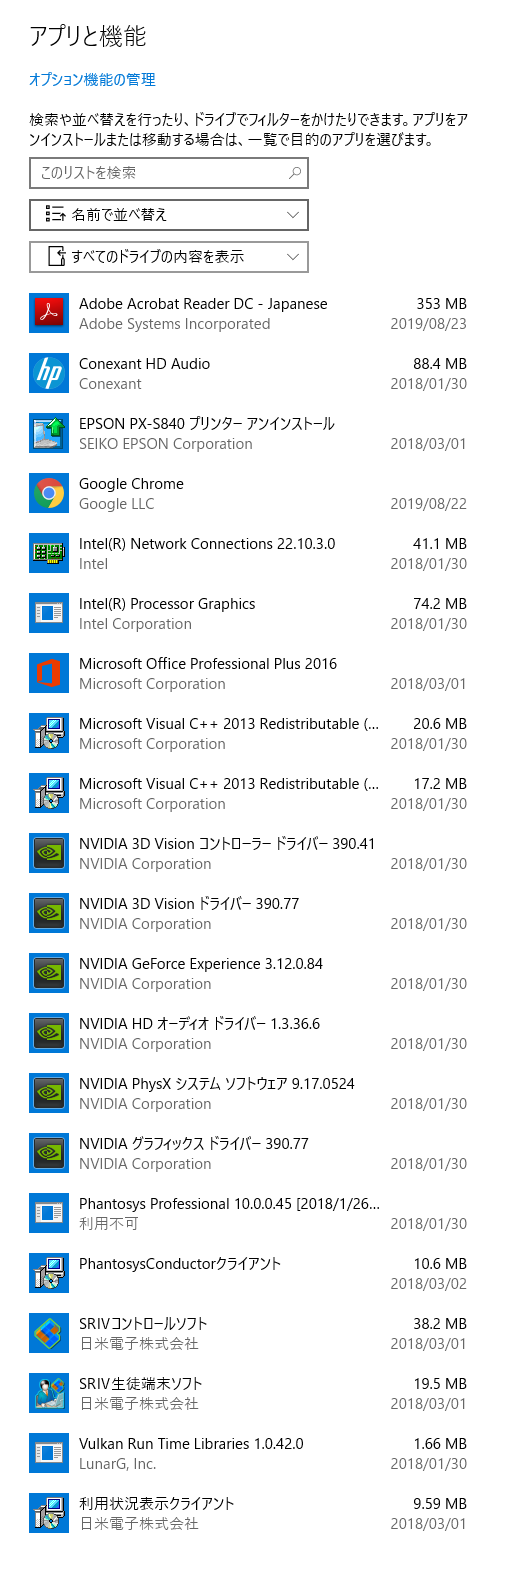 アプリと機能
オプション機能の管理
検索や並べ替えを行ったり、ドライブでフィルターをかけたりできます。アプリをア
ンインストールまたは移動する場合は、一覧で目的のアプリを選びます。
このリストを検索
名前で並べ替え
すべてのドライブの内容を表示
Adobe Acrobat Reader DC - Japanese 353 MB
Adobe Systems Incorporated 2019/08/23
hp
Conexant HD Audio 88.4 MB
Conexant 2018/01/30
EPSON PX-S840 プリンター アンインストール
SEIKO EPSON Corporation 2018/03/01
Google Chrome
Google LLC 2019/08/22
Intel(R) Network Connections 22.10.3.0 41.1 MB
Intel 2018/01/30
Intel(R) Processor Graphics 74.2 MB
Intel Corporation 2018/01/30
Microsoft Office Professional Plus 2016
Microsoft Corporation 2018/03/01
Microsoft Visual C++ 2013 Redistributable (... 20.6 MB
Microsoft Corporation 2018/01/30
Microsoft Visual C++ 2013 Redistributable (... 17.2 MB
Microsoft Corporation 2018/01/30
NVIDIA 3D Vision コントローラー ドライバー 390.41
NVIDIA Corporation 2018/01/30
NVIDIA 3D Vision ドライバー 390.77
NVIDIA Corporation 2018/01/30
NVIDIA GeForce Experience 3.12.0.84
NVIDIA Corporation 2018/01/30
NVIDIA HD オーディオ ドライバー 1.3.36.6
NVIDIA Corporation 2018/01/30
NVIDIA PhysX システム ソフトウェア 9.17.0524
NVIDIA Corporation 2018/01/30
NVIDIA グラフィックス ドライバー 390.77
NVIDIA Corporation 2018/01/30
Phantosys Professional 10.0.0.45 [2018/1/26...
利用不可 2018/01/30
PhantosysConductorクライアント 10.6 MB
2018/03/02
SRIVコントロールソフト 38.2 MB
日米電子株式会社 2018/03/01
SRIV生徒端末ソフト 19.5 MB
日米電子株式会社 2018/03/01
Vulkan Run Time Libraries 1.0.42.0 1.66 MB
LunarG, Inc. 2018/01/30
利用状況表示クライアント 9.59 MB
日米電子株式会社 2018/03/01